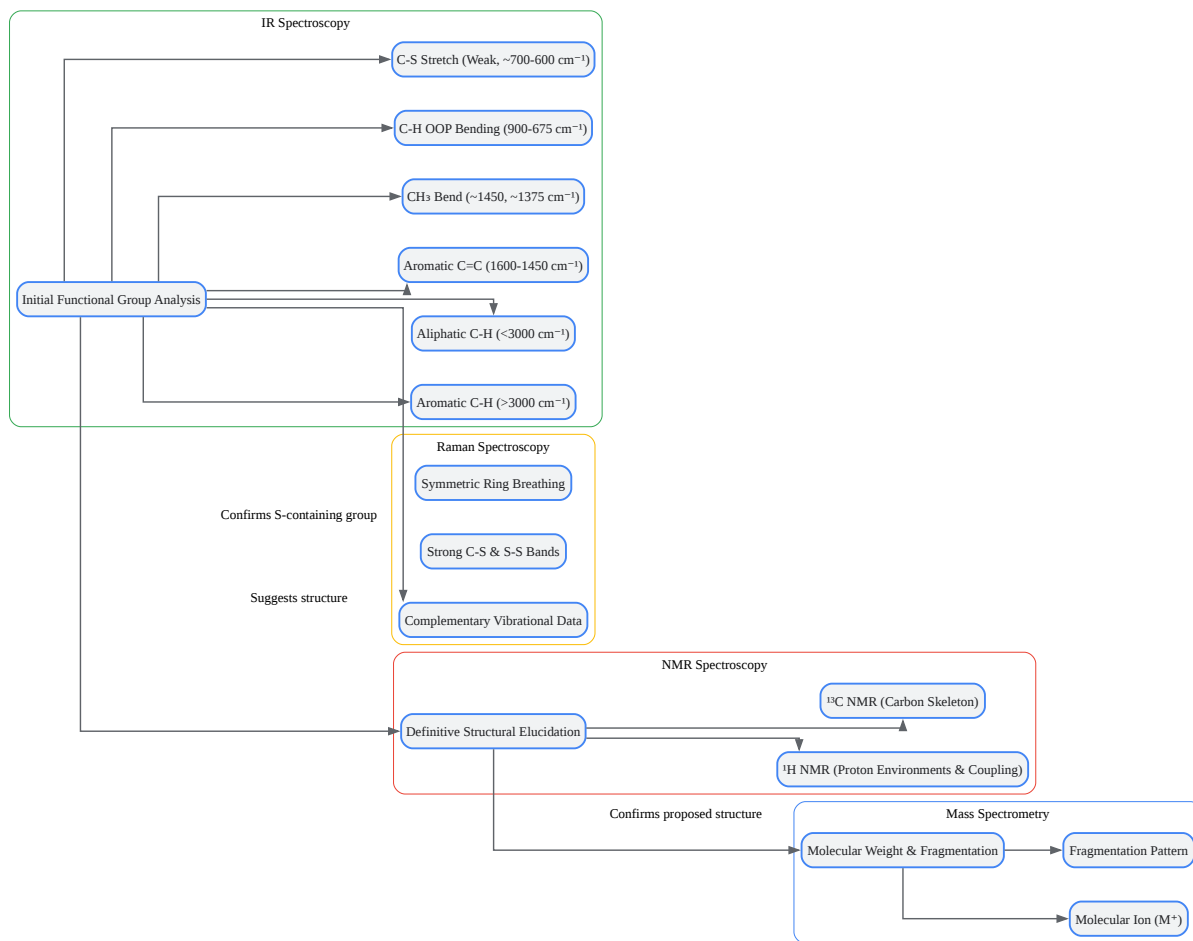 IR Spectroscopy
C-S Stretch (Weak, ~700-600 cm⁻¹)
C-H OOP Bending (900-675 cm⁻¹)
CH₃ Bend (~1450, ~1375 cm⁻¹)
Aromatic C=C (1600-1450 cm⁻¹)
Initial Functional Group Analysis
Aliphatic C-H (<3000 cm⁻¹)
Aromatic C-H (>3000 cm⁻¹)
Raman Spectroscopy
Symmetric Ring Breathing
Confirms S-containing group
Strong C-S & S-S Bands
Suggests structure
Complementary Vibrational Data
NMR Spectroscopy
¹³C NMR (Carbon Skeleton)
Definitive Structural Elucidation
¹H NMR (Proton Environments & Coupling)
Confirms proposed structure
Mass Spectrometry
Molecular Weight & Fragmentation
Fragmentation Pattern
Molecular Ion (M⁺)